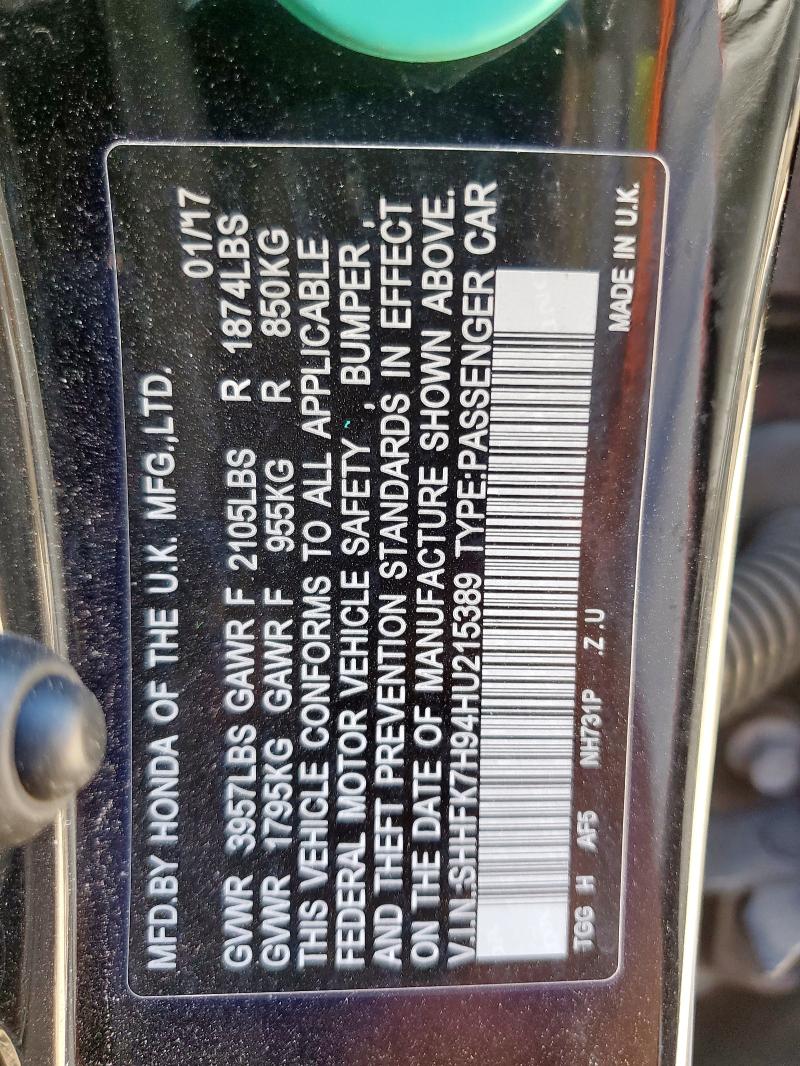 MFD.BY HONDA OF THE U.K. MFG.,LTD.
01/17
GVWR 3957LBS GAWR F 2105LBS R 1874LBS
GVWR 1795KG GAWR F 955KG R 850KG
THIS VEHICLE CONFORMS TO ALL APPLICABLE
FEDERAL MOTOR VEHICLE SAFETY , BUMPER ,
AND THEFT PREVENTION STANDARDS IN EFFECT
ON THE DATE OF MANUFACTURE SHOWN ABOVE.
V.I.N.:SHHFK7H94HU215389 TYPE:PASSENGER CAR
TGG H AF5 NH731P .Z .U
MADE IN U.K.